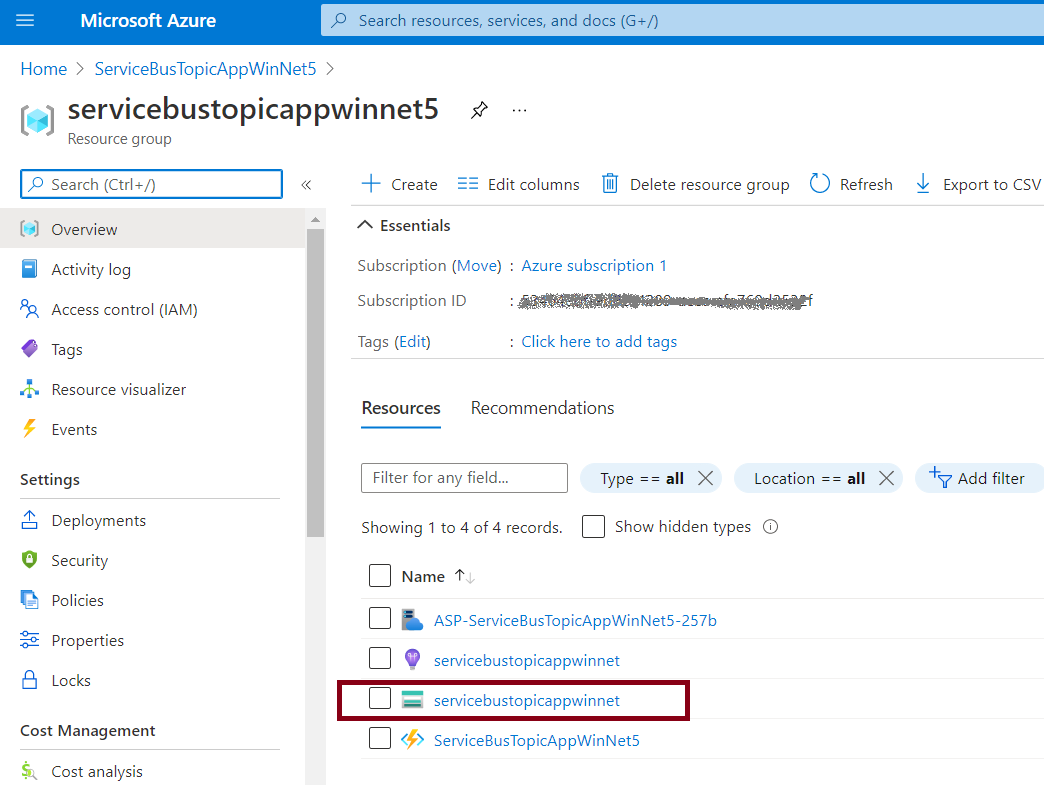 Microsoft Azure
Search resources, services, and docs (G+/)
Home > ServiceBusTopicAppWinNet5 >
servicebustopicappwinnet5
...
Resource group
Search (Ctrl+/)
«
Create
Edit columns
Delete resource group
Refresh
Export to CSV
Overview
Activity log
Access control (IAM)
Tags
Resource visualizer
Events
Settings
Deployments
Security
Policies
Properties
Locks
Cost Management
Cost analysis
Essentials
Subscription (Move) : Azure subscription 1
Subscription ID :
Tags (Edit) : Click here to add tags
Resources Recommendations
Filter for any field...
Type == all
Location == all
Add filter
Showing 1 to 4 of 4 records.
Show hidden types
Name ↑↓
ASP-ServiceBusTopicAppWinNet5-257b
servicebustopicappwinnet
servicebustopicappwinnet
ServiceBusTopicAppWinNet5